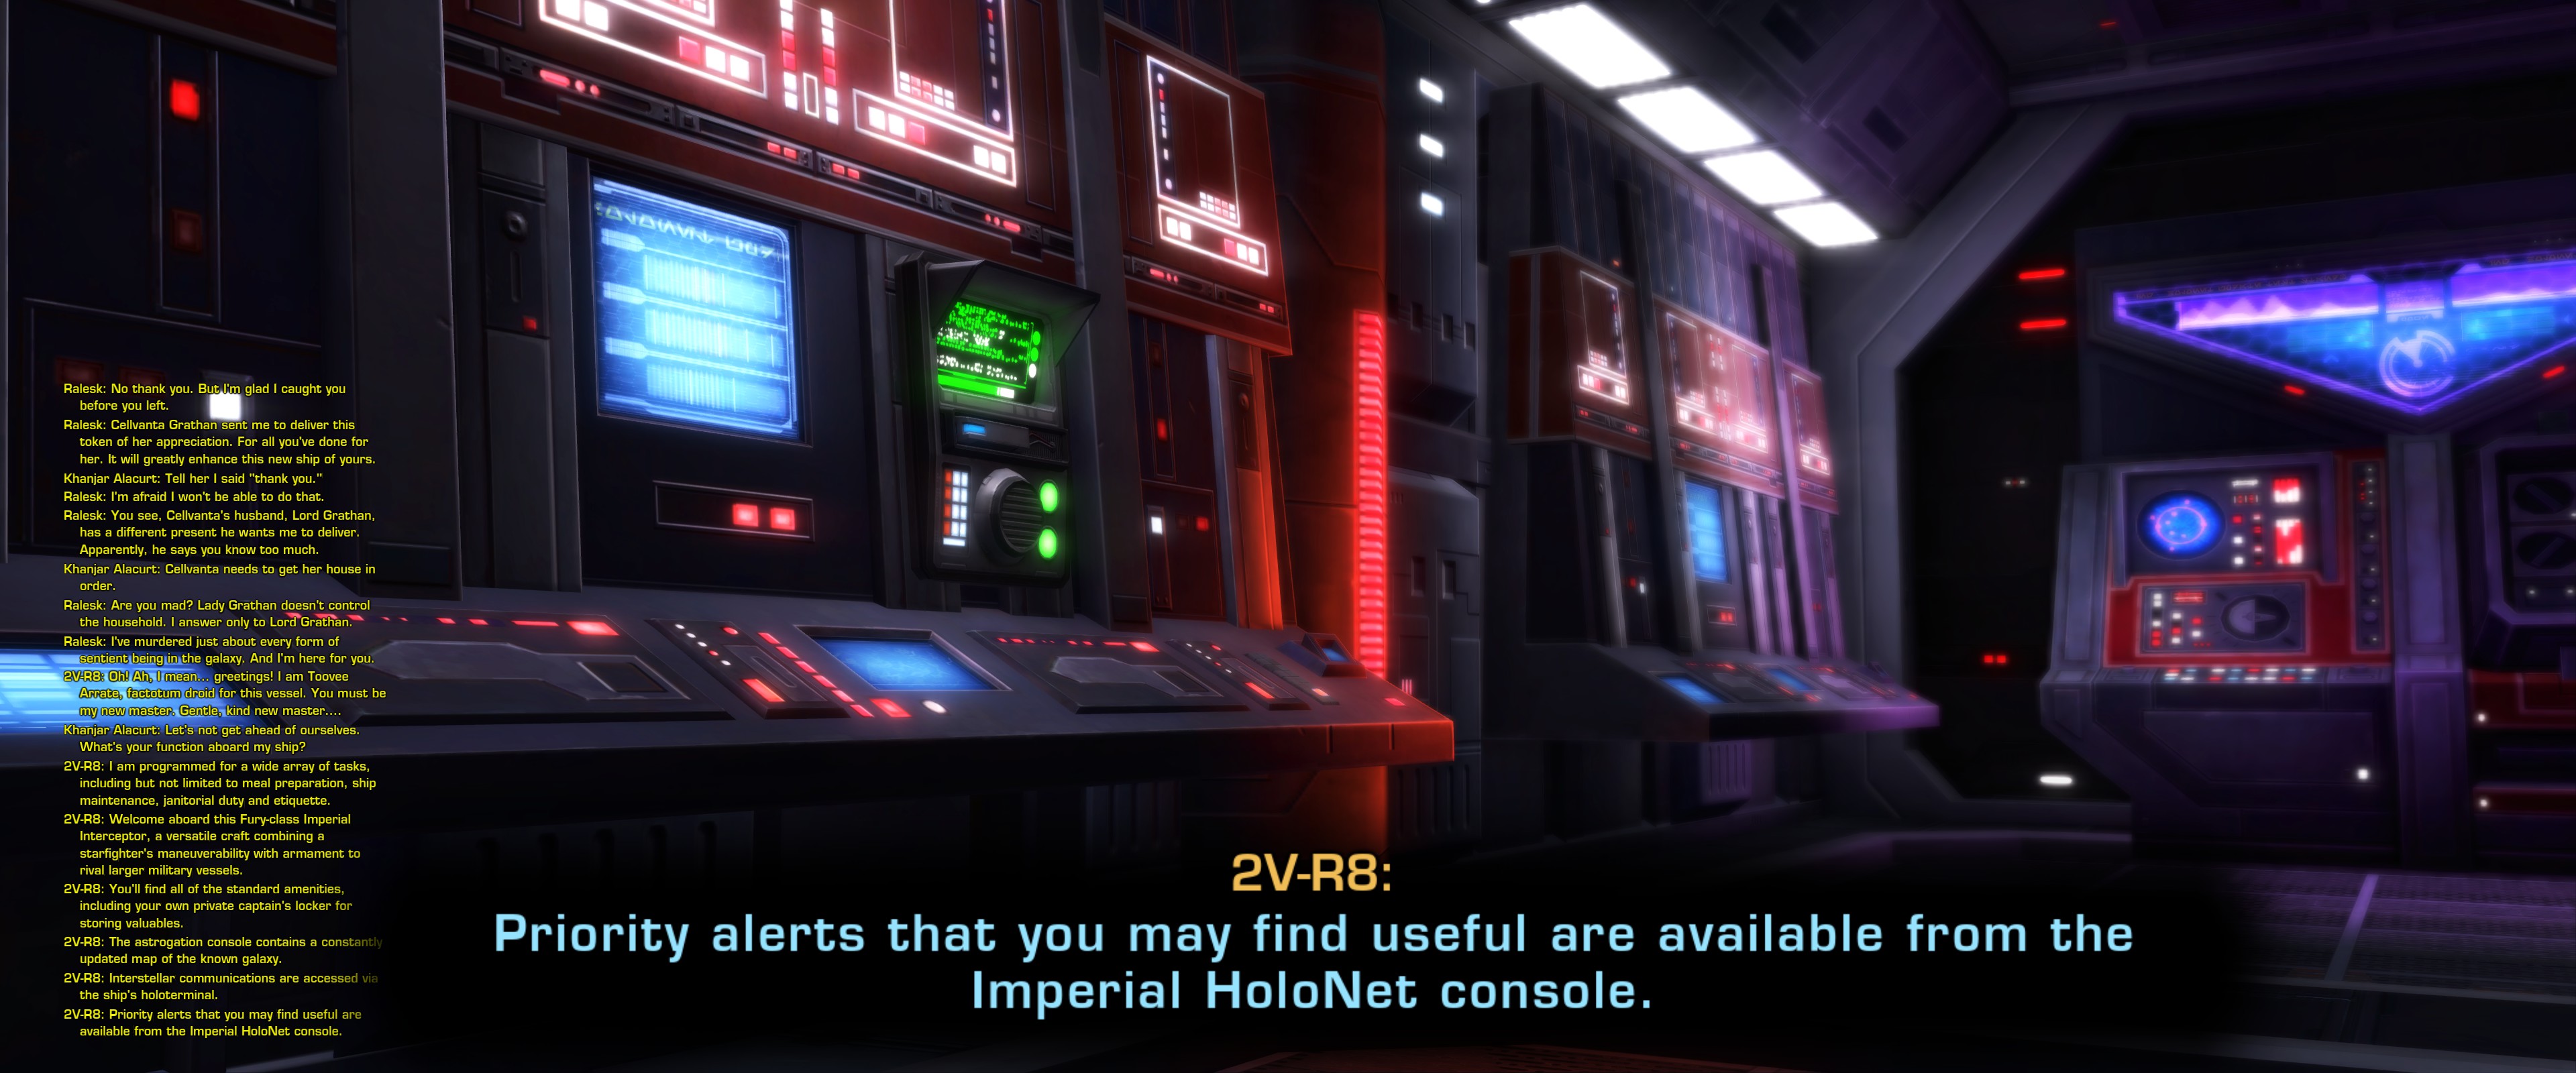 Ralesk: No thank you. But I'm glad I caught you
before you left.
Ralesk: Cellvanta Grathan sent me to deliver this
token of her appreciation. For all you've done for
her. It will greatly enhance this new ship of yours.
Khanjar Alacurt: Tell her I said "thank you."
Ralesk: I'm afraid I won't be able to do that.
Ralesk: You see, Cellvanta's husband, Lord Grathan,
has a different present he wants me to deliver.
Apparently, he says you know too much.
Khanjar Alacurt: Cellvanta needs to get her house in
order.
Ralesk: Are you mad? Lady Grathan doesn't control
the household. I answer only to Lord Grathan.
Ralesk: I've murdered just about every form of
sentient being in the galaxy. And I'm here for you.
2V-R8: Oh! Ah, I mean... greetings! I am Toovee
Arrate, factotum droid for this vessel. You must be
my new master. Gentle, kind new master....
Khanjar Alacurt: Let's not get ahead of ourselves.
What's your function aboard my ship?
2V-R8: I am programmed for a wide array of tasks,
including but not limited to meal preparation, ship
maintenance, janitorial duty and etiquette.
2V-R8: Welcome aboard this Fury-class Imperial
Interceptor, a versatile craft combining a
starfighter's maneuverability with armament to
rival larger military vessels.
2V-R8: You'll find all of the standard amenities,
including your own private captain's locker for
storing valuables.
2V-R8: The astrogation console contains a constantly
updated map of the known galaxy.
2V-R8: Interstellar communications are accessed via
the ship's holoterminal.
2V-R8: Priority alerts that you may find useful are
available from the Imperial HoloNet console.
2V-R8:
Priority alerts that you may find useful are available from the
Imperial HoloNet console.